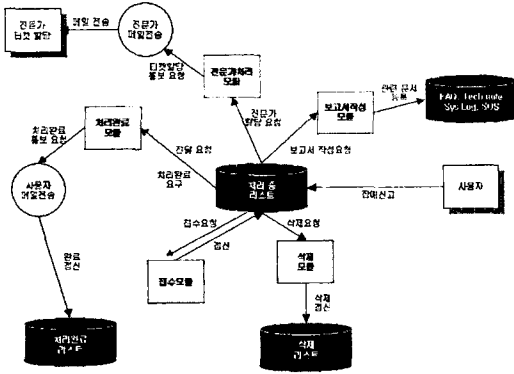 전문가
티켓 할당
메일 전송
전문가
메일전송
티켓할당
통보 요청
전문가처리
모듈
전문가
할당 요청
보고서작성
모듈
관련 문서
등록
FAQ, Tech note
Sys Log, SOS
보고서 작성요청
처리완료
모듈
처리완료
통보 요청
전달 요청
처리완료
요구
사용자
메일전송
처리 중
리스트
장애신고
사용자
접수요청
갱신
삭제요청
접수모듈
삭제
모듈
완료
갱신
삭제
갱신
처리완료
리스트
삭제
리스트